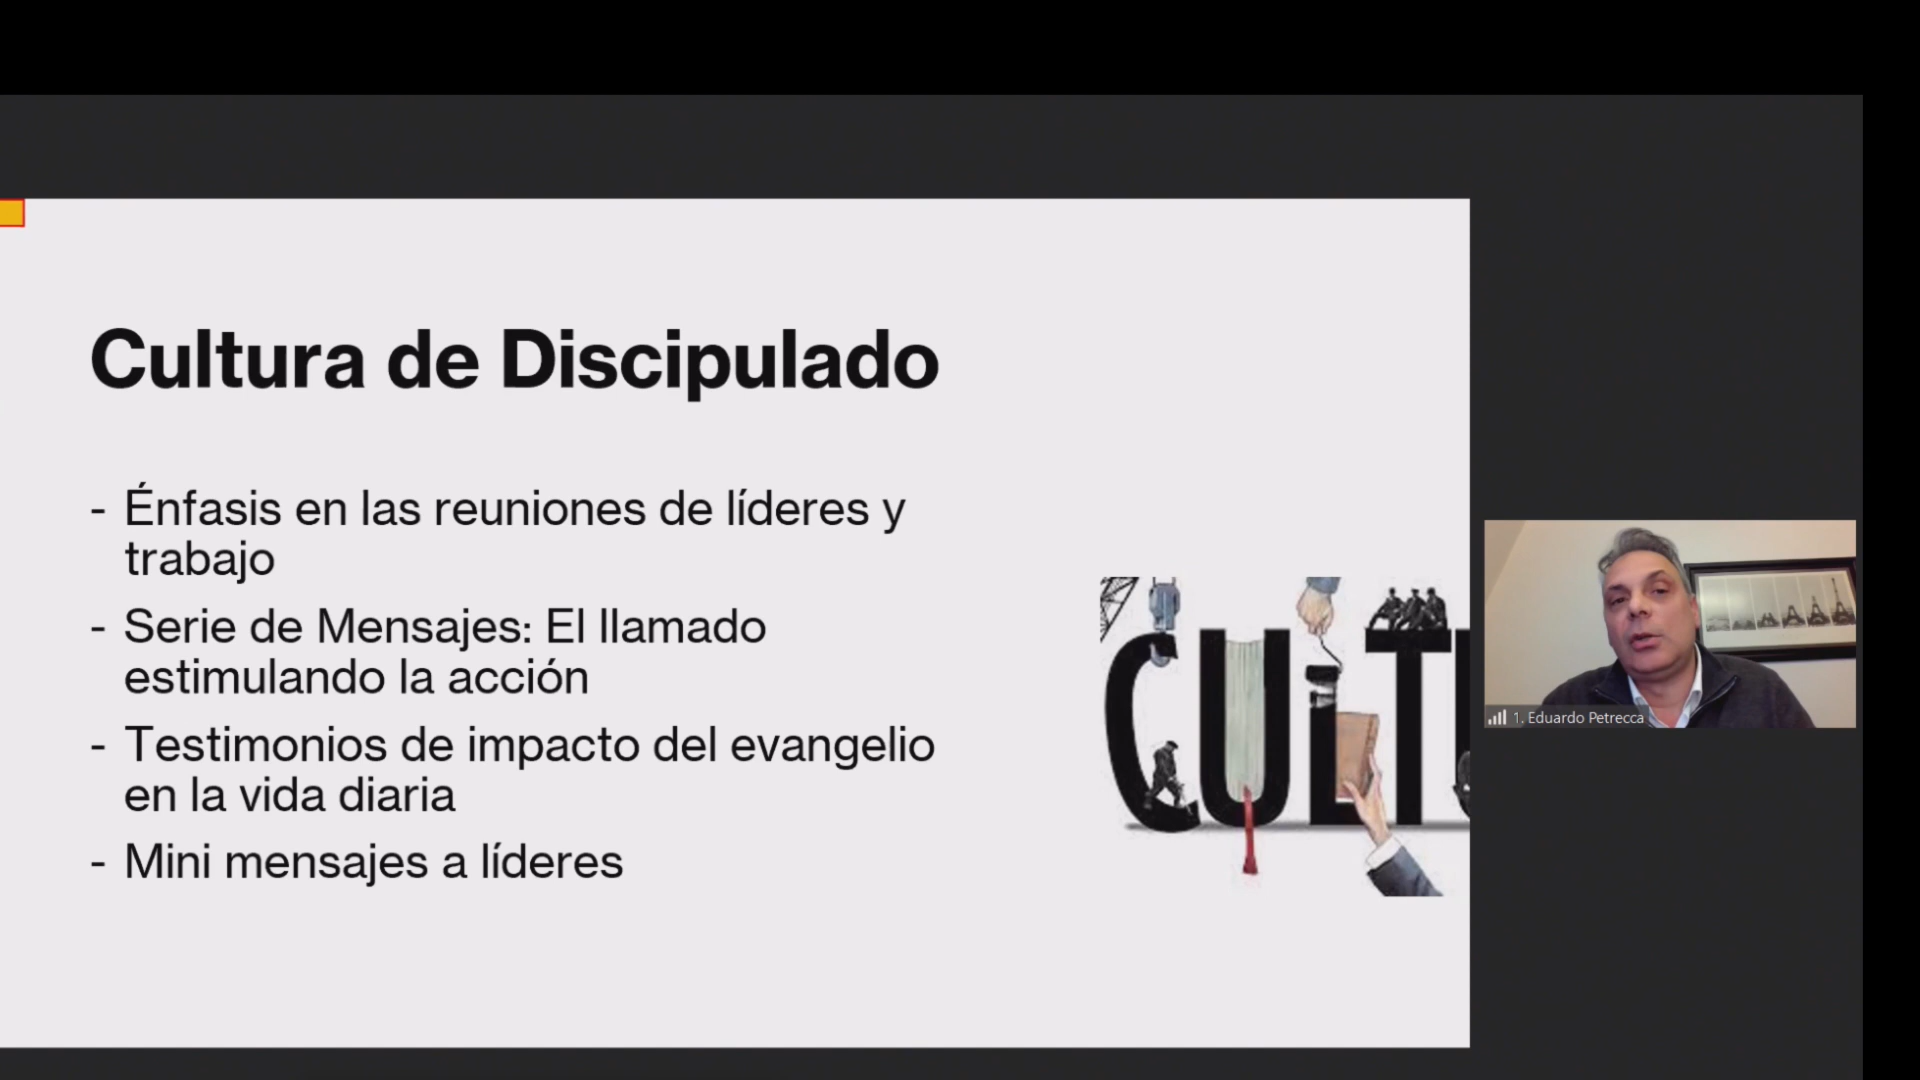 Cultura de Discipulado
- Énfasis en las reuniones de líderes y
trabajo
- Serie de Mensajes: El llamado
estimulando la acción
- Testimonios de impacto del evangelio
en la vida diaria
- Mini mensajes a líderes
CULT
1. Eduardo Petrecca